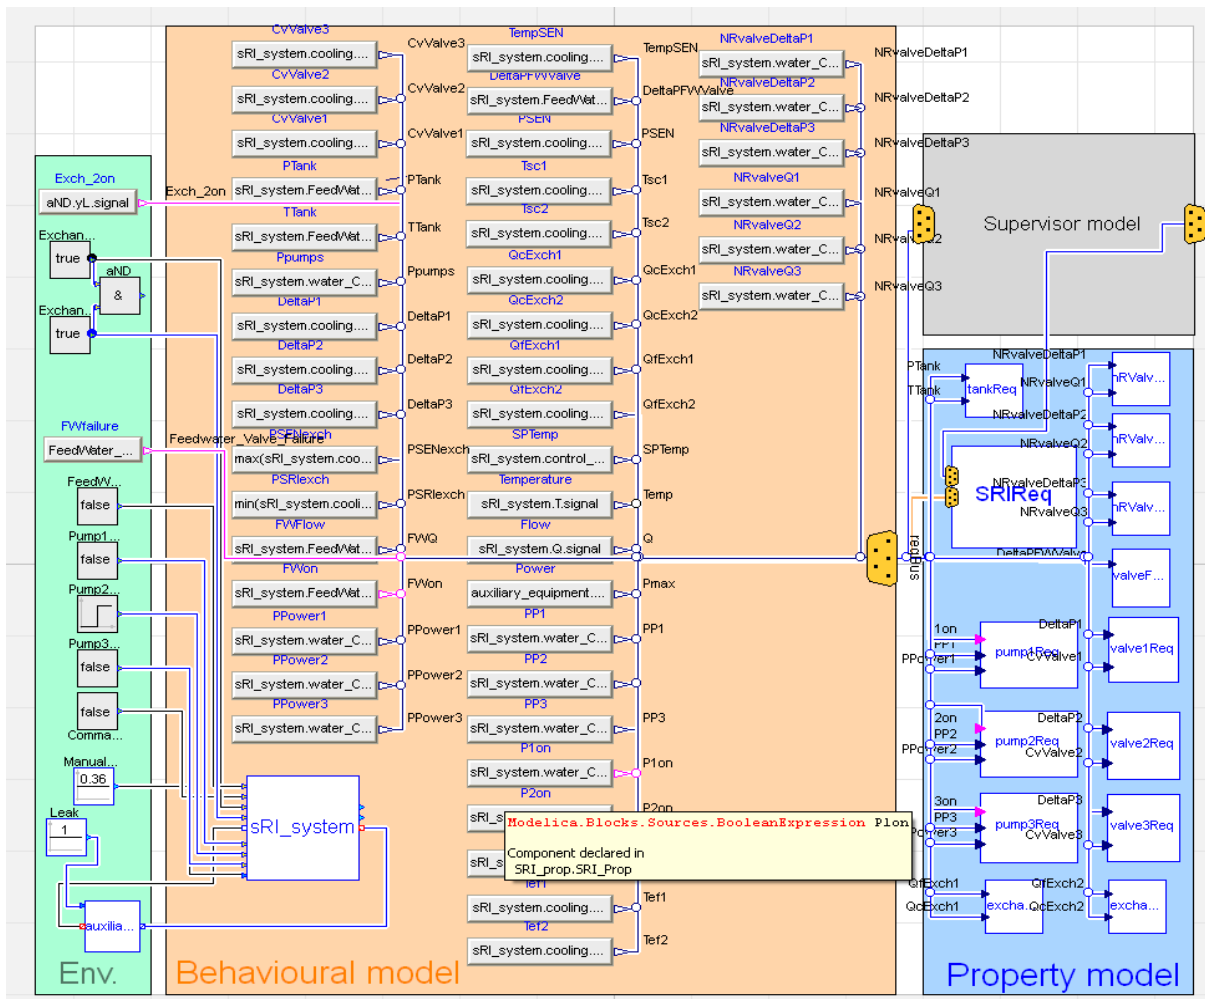 Exch_2on
aND.yL.signal
Exch_2on
Exchan...
true
aND
&
Exchan...
true
FWfailure
FeedWater_...
Feedwater_Valve_Failure
FeedW...
false
Pump1...
false
Pump2...
Pump3...
false
false
Comma...
Manual...
0.36
Leak
1
auxilia...
sRI_system
Env.
CvValve3
sRI_system.cooling....
CvValve3
CvValve2
sRI_system.cooling....
CvValve2
CvValve1
sRI_system.cooling....
CvValve1
PTank
sRI_system.FeedWat...
PTank
TTank
sRI_system.FeedWat...
TTank
Ppumps
sRI_system.water_C...
Ppumps
DeltaP1
sRI_system.cooling....
DeltaP1
DeltaP2
sRI_system.cooling....
DeltaP2
DeltaP3
sRI_system.cooling....
DeltaP3
PSENexch
max(sRI_system.coo...
PSENexch
PSRIexch
min(sRI_system.cooli...
PSRIexch
FWFlow
sRI_system.FeedWat...
FWQ
FWon
sRI_system.FeedWat...
FWon
PPower1
sRI_system.water_C...
PPower1
PPower2
sRI_system.water_C...
PPower2
PPower3
sRI_system.water_C...
PPower3
TempSEN
sRI_system.cooling....
TempSEN
DeltaPFWValve
sRI_system.FeedWat...
DeltaPFWValve
PSEN
sRI_system.cooling....
PSEN
Tsc1
sRI_system.cooling....
Tsc1
Tsc2
sRI_system.cooling....
Tsc2
QcExch1
sRI_system.cooling....
QcExch1
QcExch2
sRI_system.cooling....
QcExch2
QfExch1
sRI_system.cooling....
QfExch1
QfExch2
sRI_system.cooling....
QfExch2
SPTemp
sRI_system.control_...
SPTemp
Temperature
sRI_system.T.signal
Temp
Flow
sRI_system.Q.signal
Q
Power
auxiliary_equipment....
Pmax
PP1
sRI_system.water_C...
PP1
PP2
sRI_system.water_C...
PP2
PP3
sRI_system.water_C...
PP3
P1on
sRI_system.water_C...
P1on
P2on
sRI_s
P2on
Modelica.Blocks.Sources.BooleanExpression P1on
Component declared in
SRI_prop.SRI_Prop
sRI_s
Tef1
sRI_system.cooling....
Tef1
Tef2
sRI_system.cooling....
Tef2
Behavioural model
NRvalveDeltaP1
sRI_system.water_C...
NRvalveDeltaP1
NRvalveDeltaP2
sRI_system.water_C...
NRvalveDeltaP2
NRvalveDeltaP3
sRI_system.water_C...
NRvalveDeltaP3
NRvalveQ1
sRI_system.water_C...
NRvalveQ1
NRvalveQ2
sRI_system.water_C...
NRvalveQ2
NRvalveQ3
sRI_system.water_C...
NRvalveQ3
Supervisor model
reqBus
PTank
TTank
tankReq
NRvalveDeltaP1
NRvalveQ1
nRValv...
NRvalveDeltaP2
NRvalveQ2
nRValv...
SRIReq
NRvalveDeltaP3
NRvalveQ3
nRValv...
DeltaPFWValve
valveF...
1on
PP1
PPower1
pump1Req
DeltaP1
CvValve1
valve1Req
2on
PP2
PPower2
pump2Req
DeltaP2
CvValve2
valve2Req
3on
PP3
Power3
pump3Req
DeltaP3
CvValve3
valve3Req
QfExch1
QcExch1
excha...
QfExch2
QcExch2
excha...
Property model